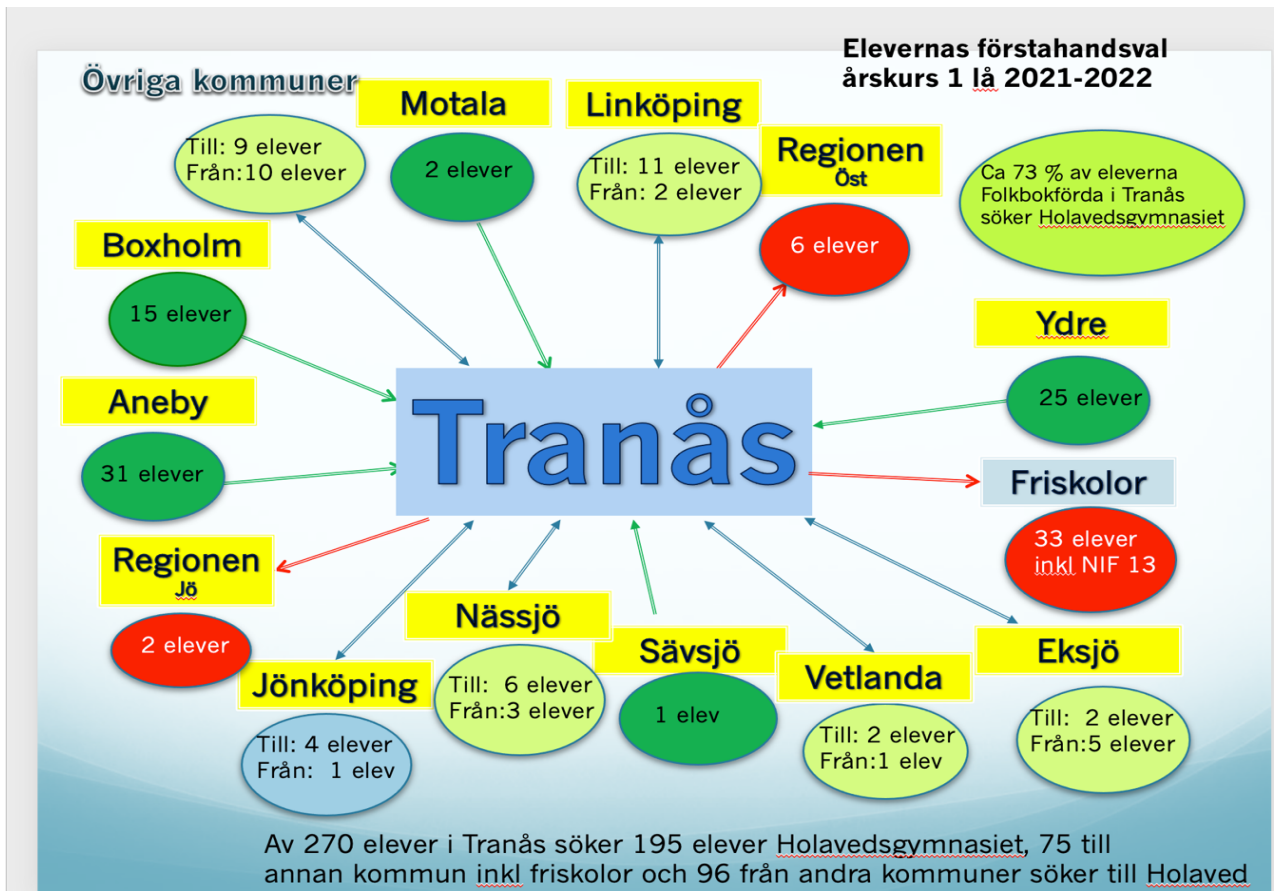 Elevernas förstahandsval
årskurs 1 lå 2021-2022
Övriga kommuner
Till: 9 elever
Från:10 elever
Motala
2 elever
Linköping
Till: 11 elever
Från: 2 elever
Regionen
Öst
6 elever
Ca 73 % av eleverna
Folkbokförda i Tranås
söker Holavedsgymnasiet
Boxholm
15 elever
Ydre
25 elever
Aneby
31 elever
Tranås
Friskolor
33 elever
inkl NIF 13
Regionen
Jö
2 elever
Jönköping
Till: 4 elever
Från: 1 elev
Nässjö
Till: 6 elever
Från:3 elever
Sävsjö
1 elev
Vetlanda
Till: 2 elever
Från:1 elev
Eksjö
Till: 2 elever
Från:5 elever
Av 270 elever i Tranås söker 195 elever Holavedsgymnasiet, 75 till
annan kommun inkl friskolor och 96 från andra kommuner söker till Holaved